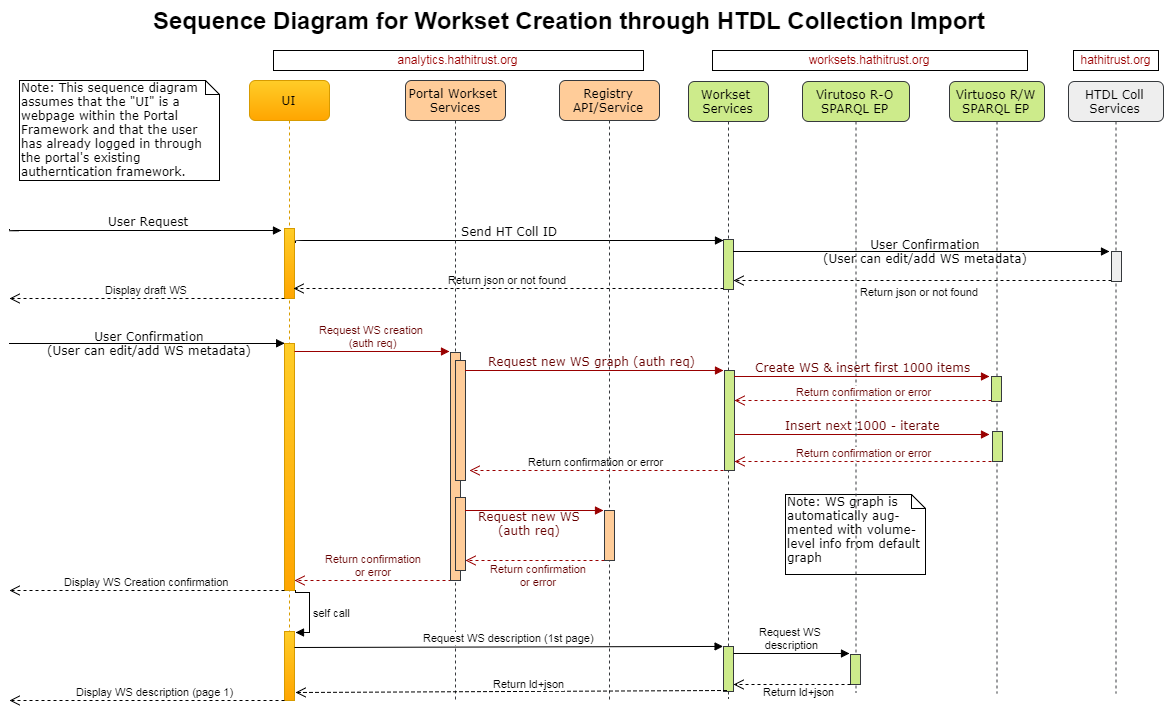 Sequence Diagram for Workset Creation through HTDL Collection Import
analytics.hathitrust.org
worksets.hathitrust.org
hathitrust.org
Note: This sequence diagram
assumes that the "UI" is a
webpage within the Portal
Framework and that the user
has already logged in through
the portal's existing
autherntication framework.
UI
Portal Workset
Services
Registry
API/Service
Workset
Services
Virutoso R-O
SPARQL EP
Virtuoso R/W
SPARQL EP
HTDL Coll
Services
User Request
Send HT Coll ID
User Confirmation
(User can edit/add WS metadata)
Return json or not found
Return json or not found
Display draft WS
User Confirmation
(User can edit/add WS metadata)
Request WS creation
(auth req)
Request new WS graph (auth req)
Create WS & insert first 1000 items
Return confirmation or error
Insert next 1000 - iterate
Return confirmation or error
Return confirmation or error
Note: WS graph is
automatically aug-
mented with volume-
level info from default
graph
Request new WS
(auth req)
Return confirmation
or error
Return confirmation
or error
Display WS Creation confirmation
self call
Request WS description (1st page)
Request WS
description
Return ld+json
Return ld+json
Display WS description (page 1)